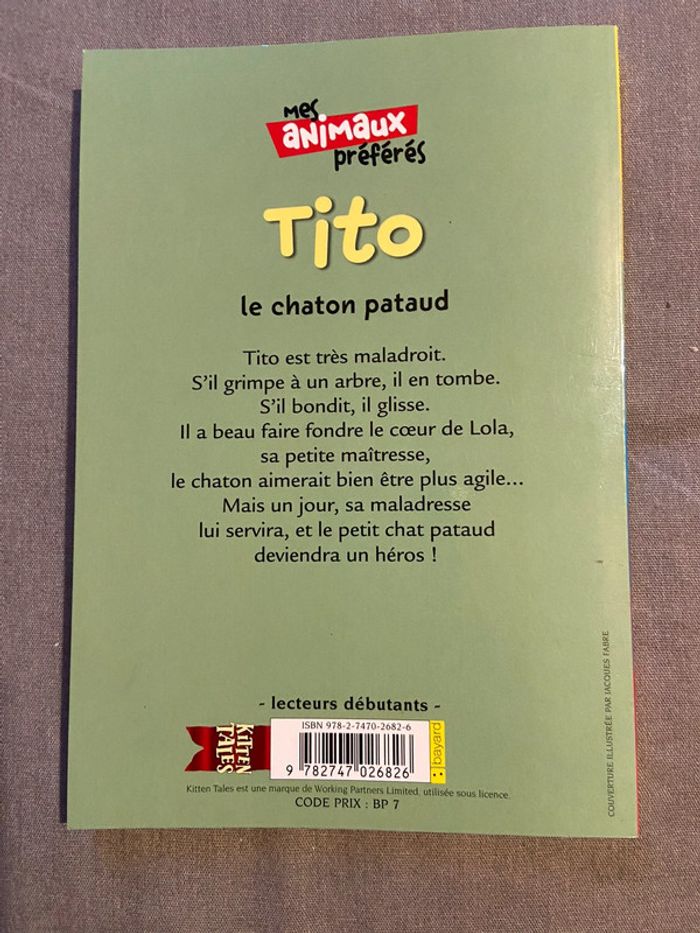 mes
animaux
préférés
Tito
le chaton pataud
Tito est très maladroit.
S'il grimpe à un arbre, il en tombe.
S'il bondit, il glisse.
Il a beau faire fondre le cœur de Lola,
sa petite maîtresse,
le chaton aimerait bien être plus agile...
Mais un jour, sa maladresse
lui servira, et le petit chat pataud
deviendra un héros !
- lecteurs débutants -
KITTEN
TALES
ISBN 978-2-7470-2682-6
9 782747 026826
bayard
Kitten Tales est une marque de Working Partners Limited, utilisée sous licence.
CODE PRIX : BP 7
COUVERTURE ILLUSTRÉE PAR JACQUES FABRE